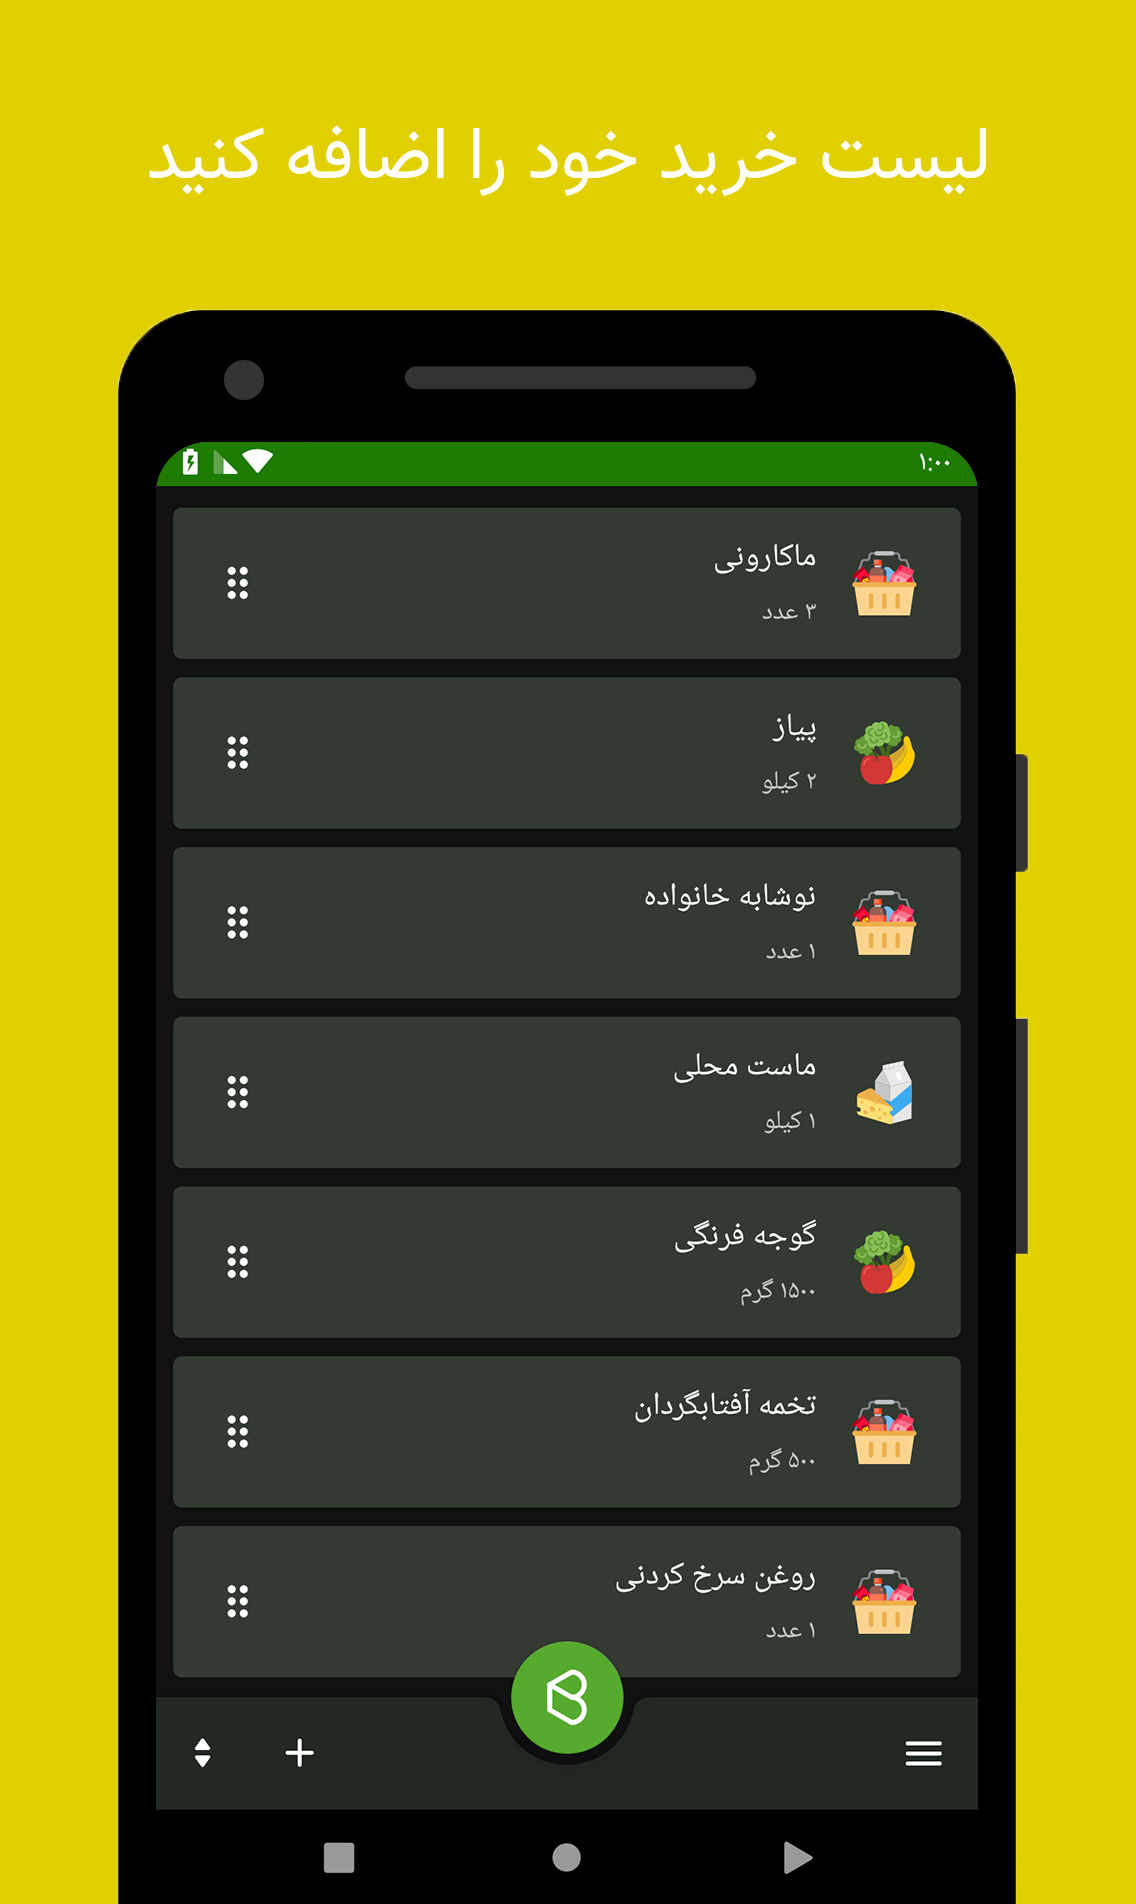 لیست خرید خود را اضافه کنید
۱:۰۰
ماکارونی
۳ عدد
پیاز
۲ کیلو
نوشابه خانواده
۱ عدد
ماست محلی
۱ کیلو
گوجه فرنگی
۱۵۰۰ گرم
تخمه آفتابگردان
۵۰۰ گرم
روغن سرخ کردنی
۱ عدد